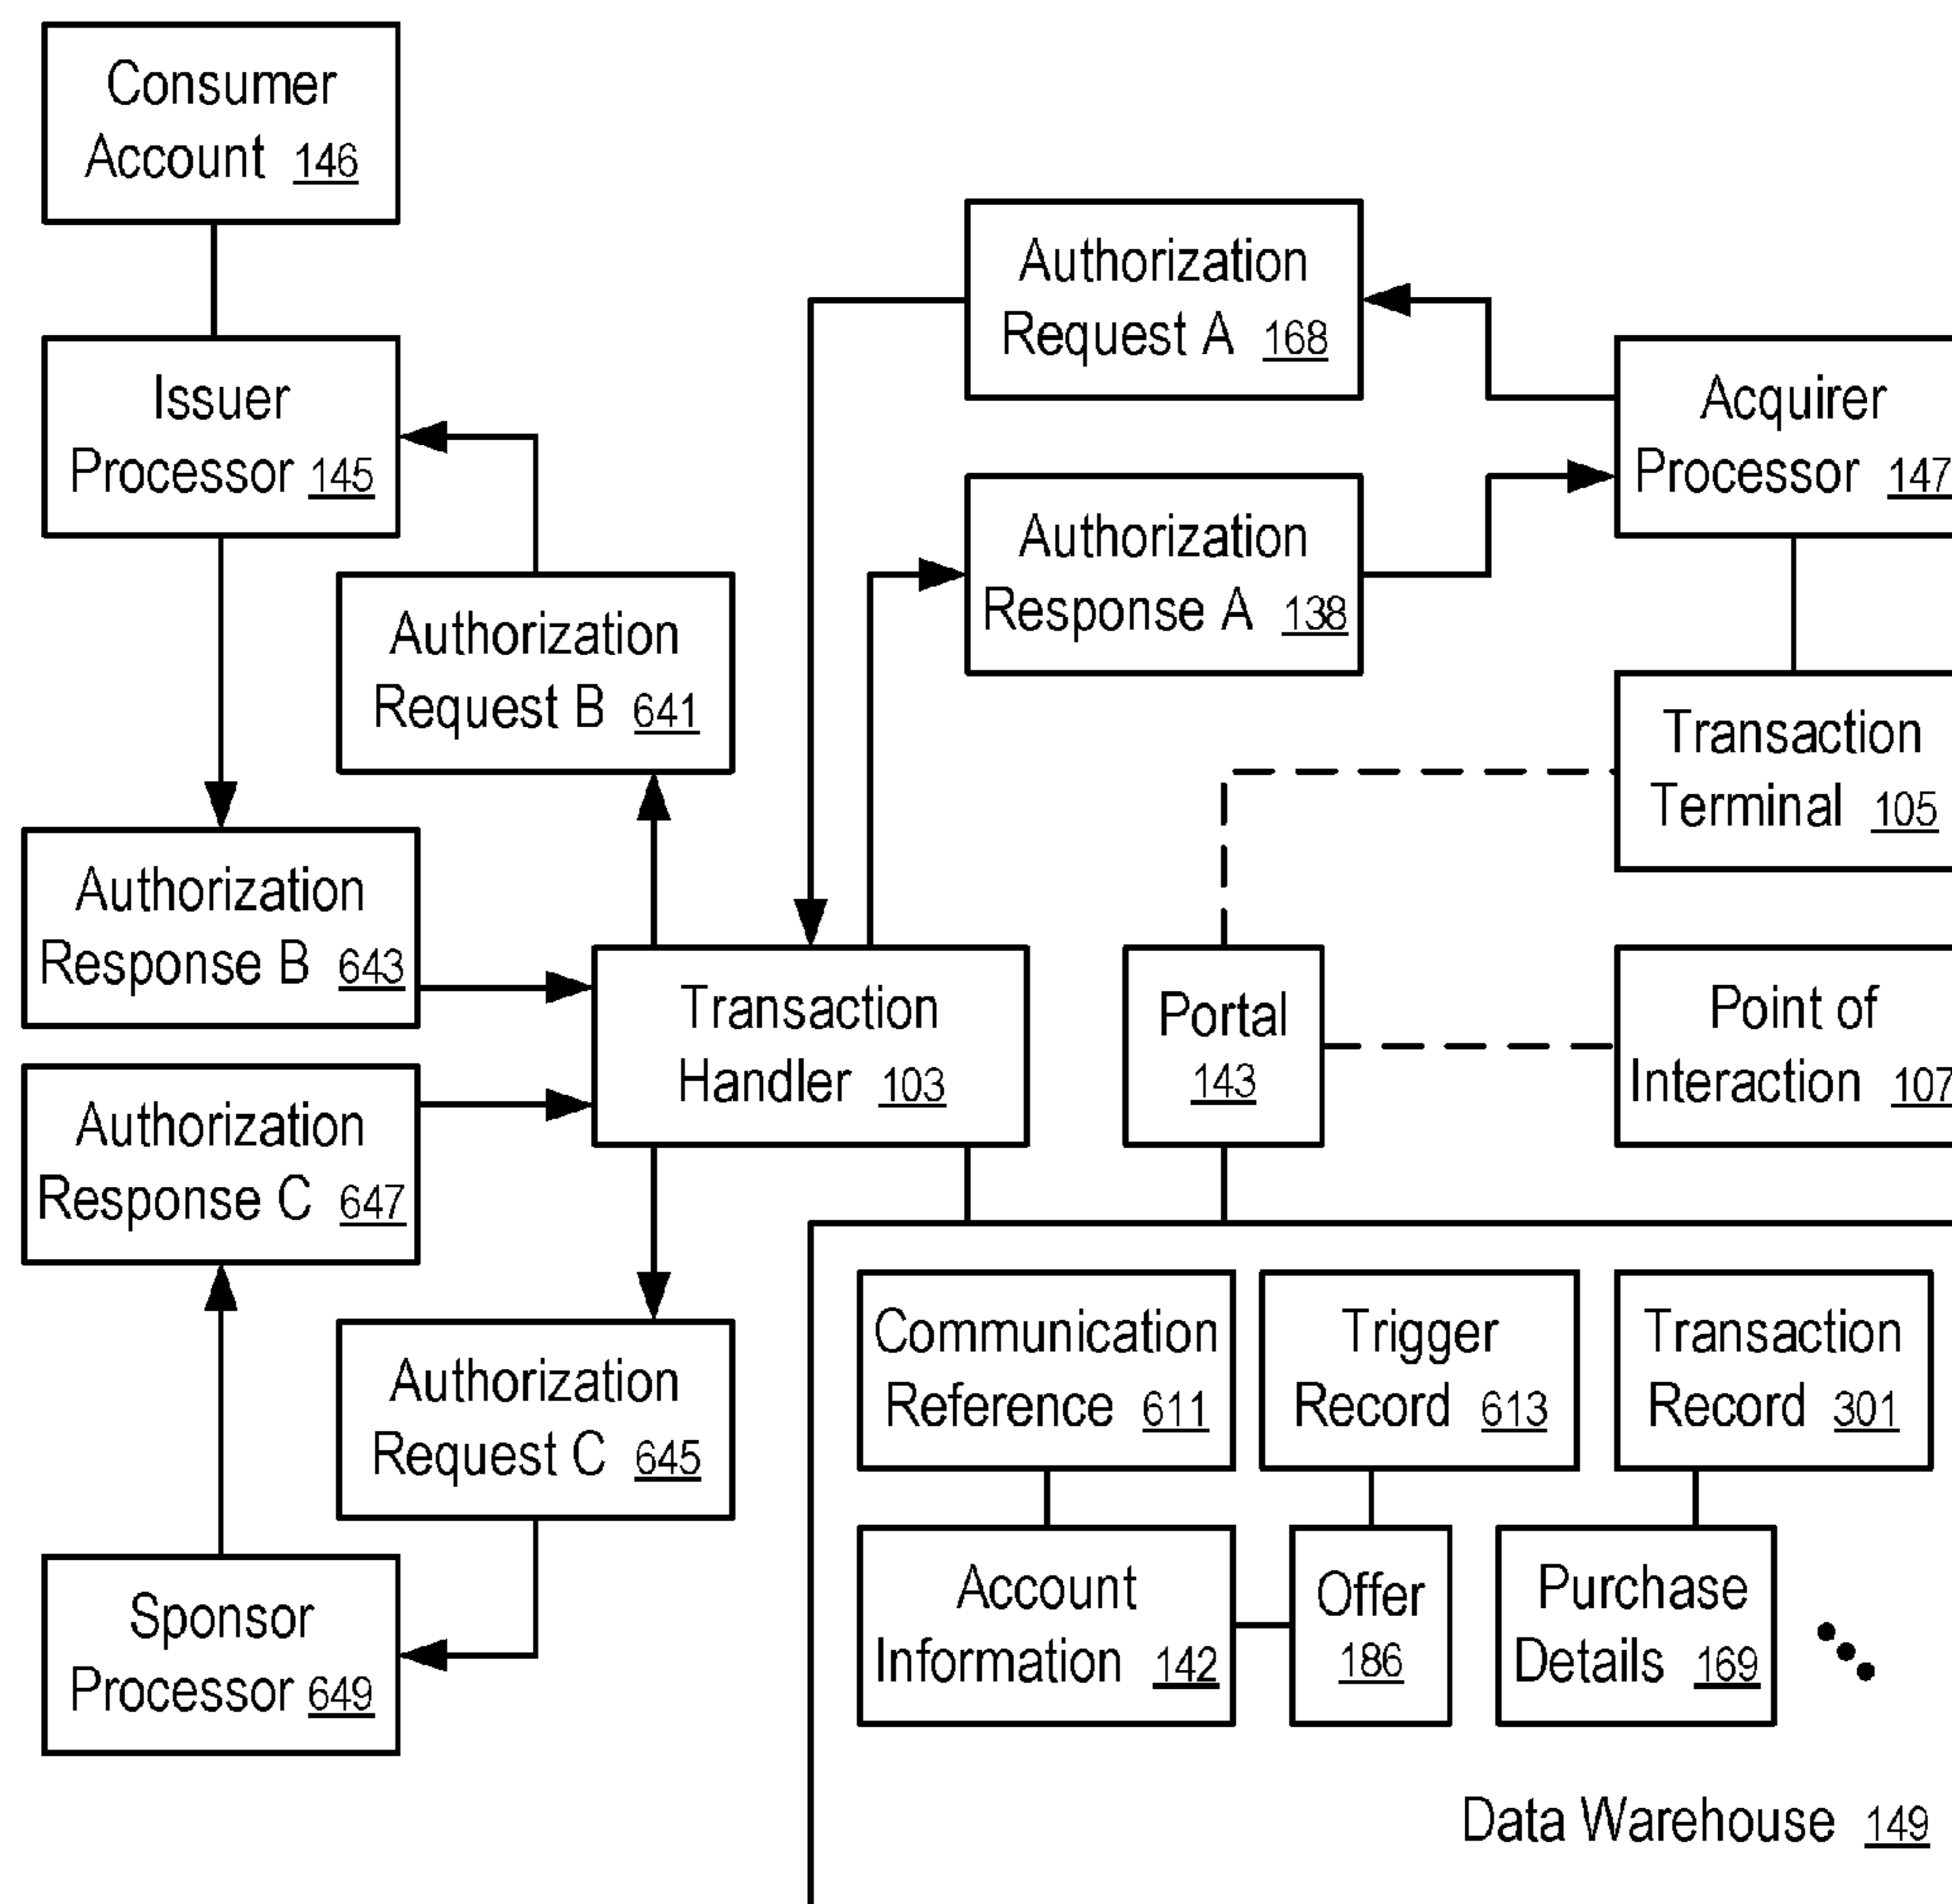 Consumer
Account 146
Issuer
Processor 145
Authorization
Request A 168
Acquirer
Processor 147
Authorization
Response A 138
Authorization
Request B 641
Transaction
Terminal 105
Authorization
Response B 643
Transaction
Handler 103
Portal
143
Point of
Interaction 107
Authorization
Response C 647
Authorization
Request C 645
Sponsor
Processor 649
Communication
Reference 611
Trigger
Record 613
Transaction
Record 301
Account
Information 142
Offer
186
Purchase
Details 169
Data Warehouse 149